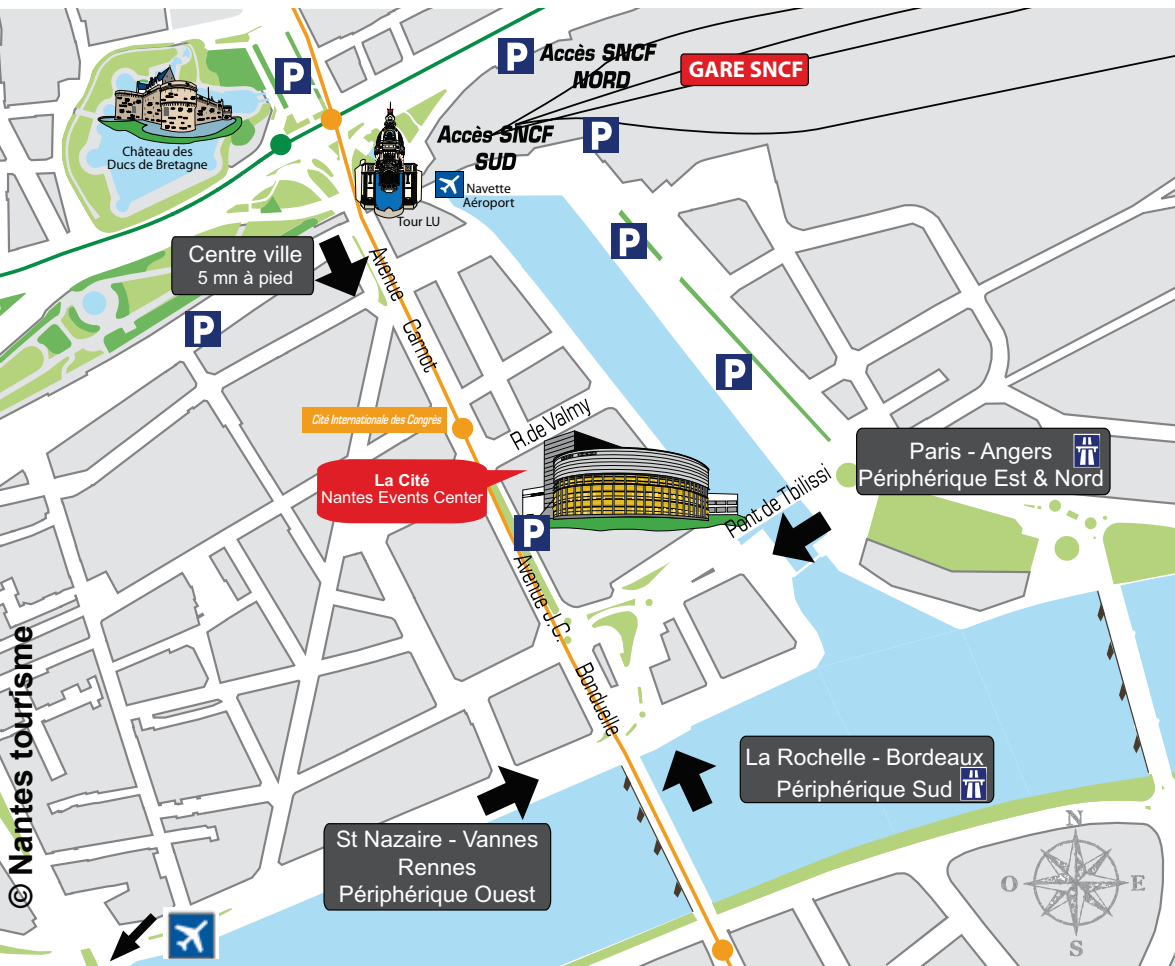 P
Accès SNCF
NORD
GARE SNCF
P
Château des
Ducs de Bretagne
Accès SNCF
SUD
P
Navette
Aéroport
Tour LU
P
Centre ville
5 mn à pied
Avenue Carnot
P
P
Cité Internationale des Congrès
R.de Valmy
La Cité
Nantes Events Center
P
Pont de Tbilissi
Paris - Angers
Périphérique Est & Nord
Avenue J.C. Bonduelle
La Rochelle - Bordeaux
Périphérique Sud
St Nazaire - Vannes
Rennes
Périphérique Ouest
© Nantes tourisme
N
O
E
S